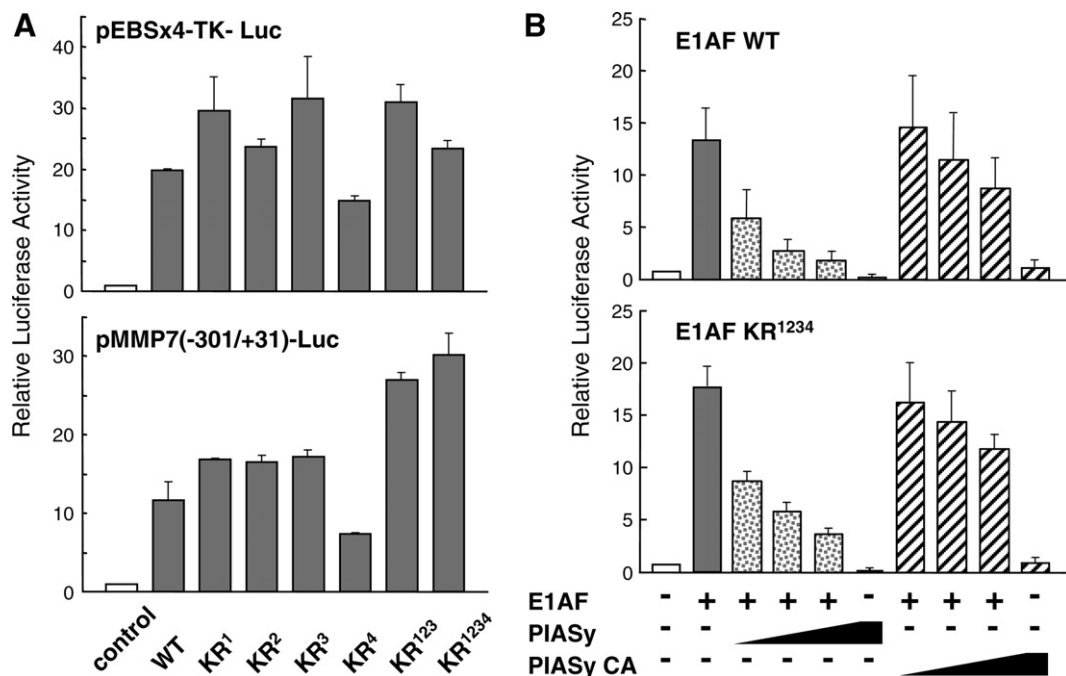 A
pEBSx4-TK- Luc
40
30
20
10
0
pMMP7(-301/+31)-Luc
30
20
10
0
Relative Luciferase Activity
control
WT
KR¹
KR²
KR³
KR⁴
KR¹²³
KR¹²³⁴
B
E1AF WT
25
20
15
10
5
0
E1AF KR¹²³⁴
25
20
15
10
5
0
Relative Luciferase Activity
E1AF - + + + + - + + + -
PIASy - - - - - -
PIASy CA - - - - - -